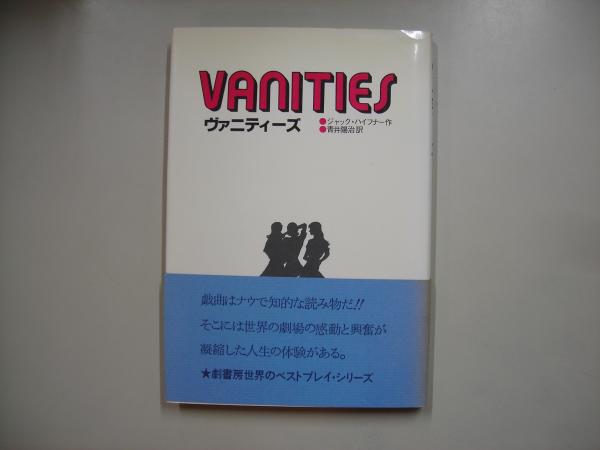 VANITIES
ヴァニティーズ
●ジャック・ハイフナー作
●青井陽治訳
戯曲はナウで知的な読み物だ!!
そこには世界の劇場の感動と興奮が
凝縮した人生の体験がある。
★劇書房世界のベストプレイ・シリーズ